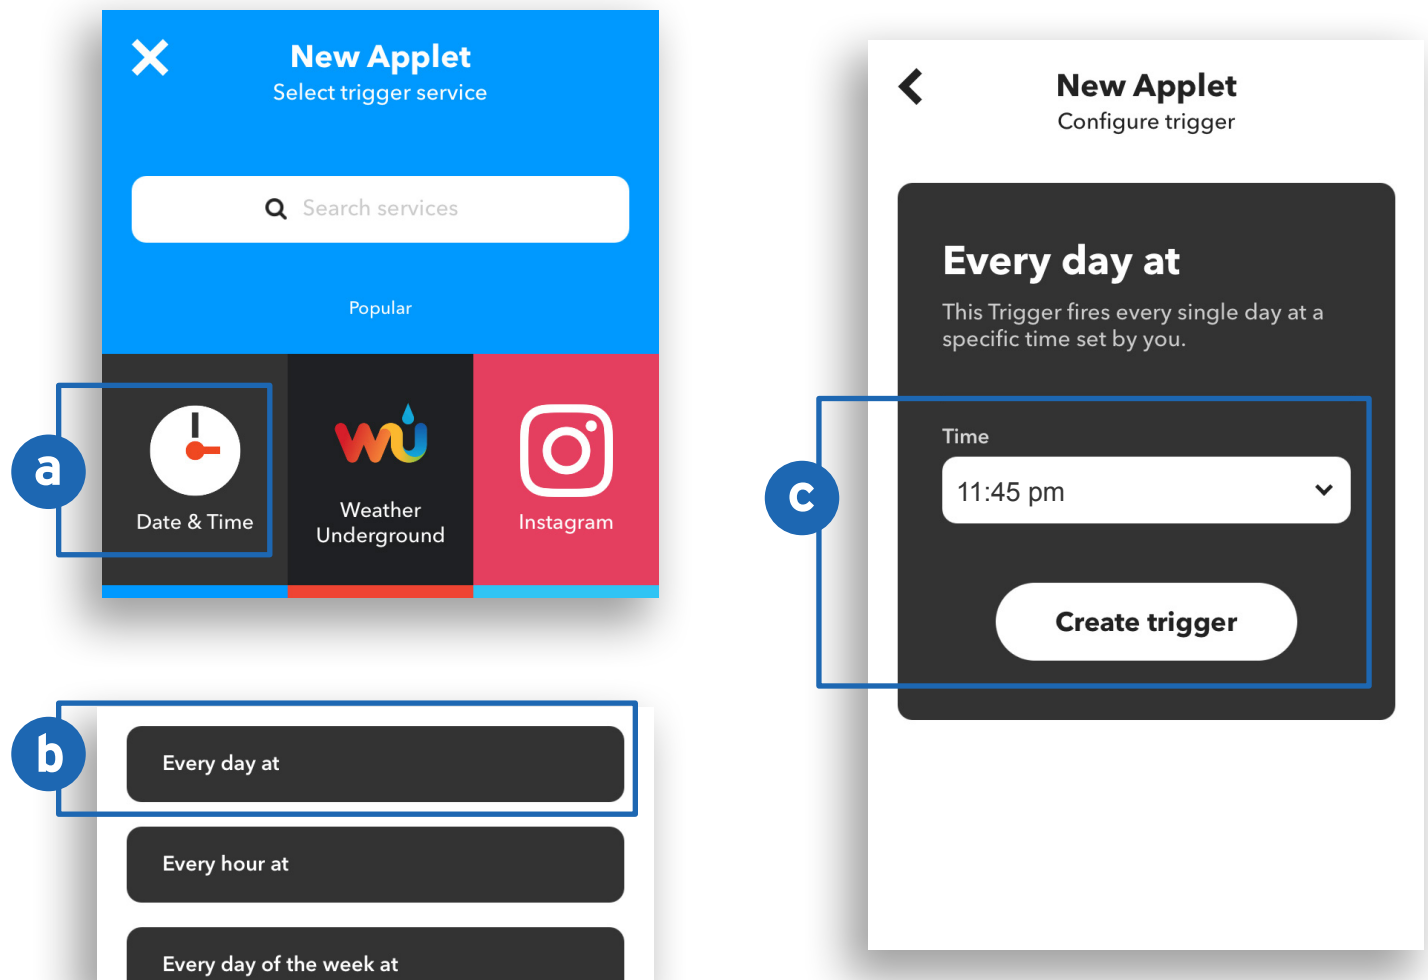 New Applet
Select trigger service
Search services
Popular
a
Date & Time
wu
Weather
Underground
Instagram
b
Every day at
Every hour at
Every day of the week at
New Applet
Configure trigger
Every day at
This Trigger fires every single day at a
specific time set by you.
c
Time
11:45 pm
Create trigger